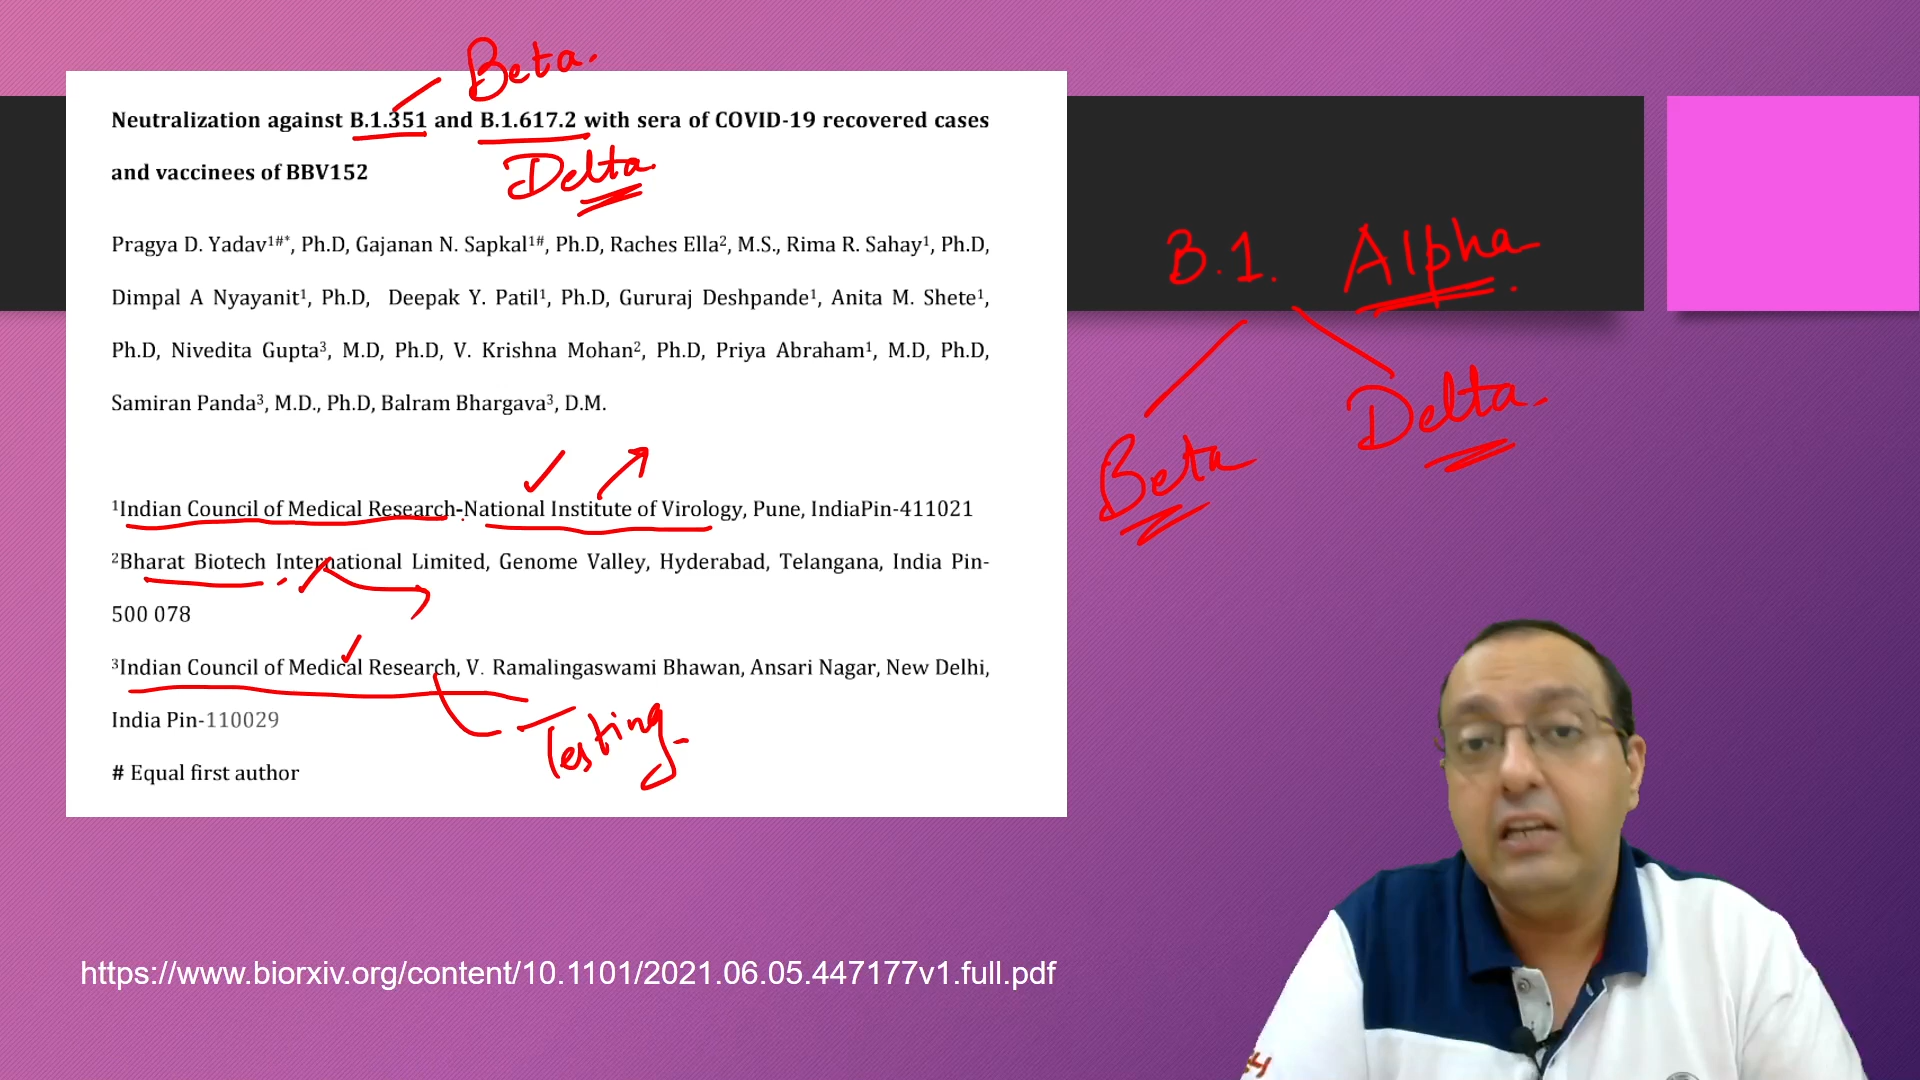 Beta.
Neutralization against B.1.351 and B.1.617.2 with sera of COVID-19 recovered cases
and vaccinees of BBV152
Delta
Pragya D. Yadav¹#*, Ph.D, Gajanan N. Sapkal¹#, Ph.D, Raches Ella², M.S., Rima R. Sahay¹, Ph.D,
Dimpal A Nyayanit¹, Ph.D, Deepak Y. Patil¹, Ph.D, Gururaj Deshpande¹, Anita M. Shete¹,
Ph.D, Nivedita Gupta³, M.D, Ph.D, V. Krishna Mohan², Ph.D, Priya Abraham¹, M.D, Ph.D,
Samiran Panda³, M.D., Ph.D, Balram Bhargava³, D.M.
¹Indian Council of Medical Research-National Institute of Virology, Pune, IndiaPin-411021
²Bharat Biotech International Limited, Genome Valley, Hyderabad, Telangana, India Pin-
500 078
³Indian Council of Medical Research, V. Ramalingaswami Bhawan, Ansari Nagar, New Delhi,
India Pin-110029
Testing
# Equal first author
B.1. Alpha
Beta Delta.
https://www.biorxiv.org/content/10.1101/2021.06.05.447177v1.full.pdf